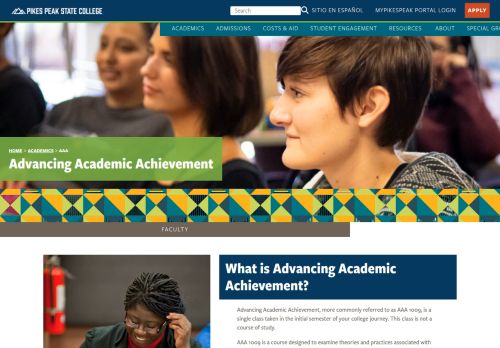 PIKES PEAK STATE COLLEGE
Search
SITIO EN ESPAÑOL
MYPIKESPEAK PORTAL LOGIN
APPLY
ACADEMICS ADMISSIONS COSTS & AID STUDENT ENGAGEMENT RESOURCES ABOUT SPECIAL GR
HOME > ACADEMICS > AAA
Advancing Academic Achievement
FACULTY
What is Advancing Academic
Achievement?
Advancing Academic Achievement, more commonly referred to as AAA 1009, is a
single class taken in the initial semester of your college journey. This class is not a
course of study.
AAA 1009 is a course designed to examine theories and practices associated with